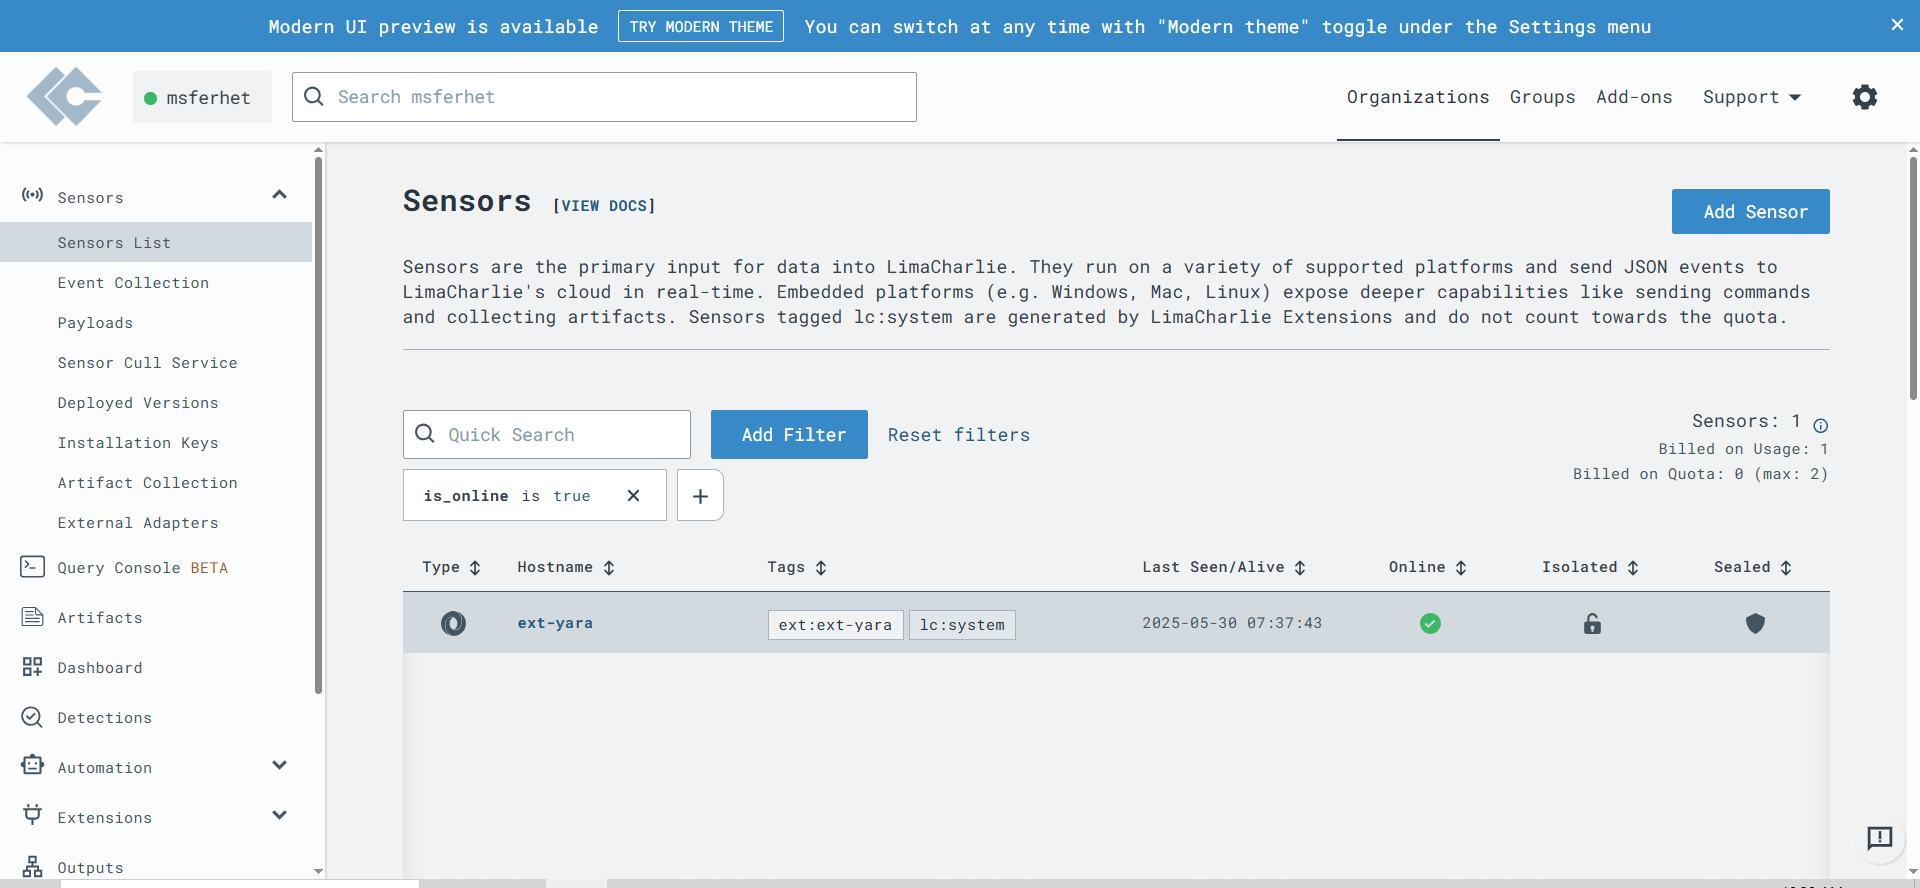 Modern UI preview is available TRY MODERN THEME You can switch at any time with "Modern theme" toggle under the Settings menu
msferhet Search msferhet Organizations Groups Add-ons Support
Sensors
Sensors List
Event Collection
Payloads
Sensor Cull Service
Deployed Versions
Installation Keys
Artifact Collection
External Adapters
Query Console BETA
Artifacts
Dashboard
Detections
Automation
Extensions
Outputs
Sensors [VIEW DOCS]
Add Sensor
Sensors are the primary input for data into LimaCharlie. They run on a variety of supported platforms and send JSON events to
LimaCharlie's cloud in real-time. Embedded platforms (e.g. Windows, Mac, Linux) expose deeper capabilities like sending commands
and collecting artifacts. Sensors tagged lc:system are generated by LimaCharlie Extensions and do not count towards the quota.
Quick Search Add Filter Reset filters
Sensors: 1
Billed on Usage: 1
Billed on Quota: 0 (max: 2)
is_online is true
Type Hostname Tags Last Seen/Alive Online Isolated Sealed
ext-yara ext:ext-yara lc:system 2025-05-30 07:37:43